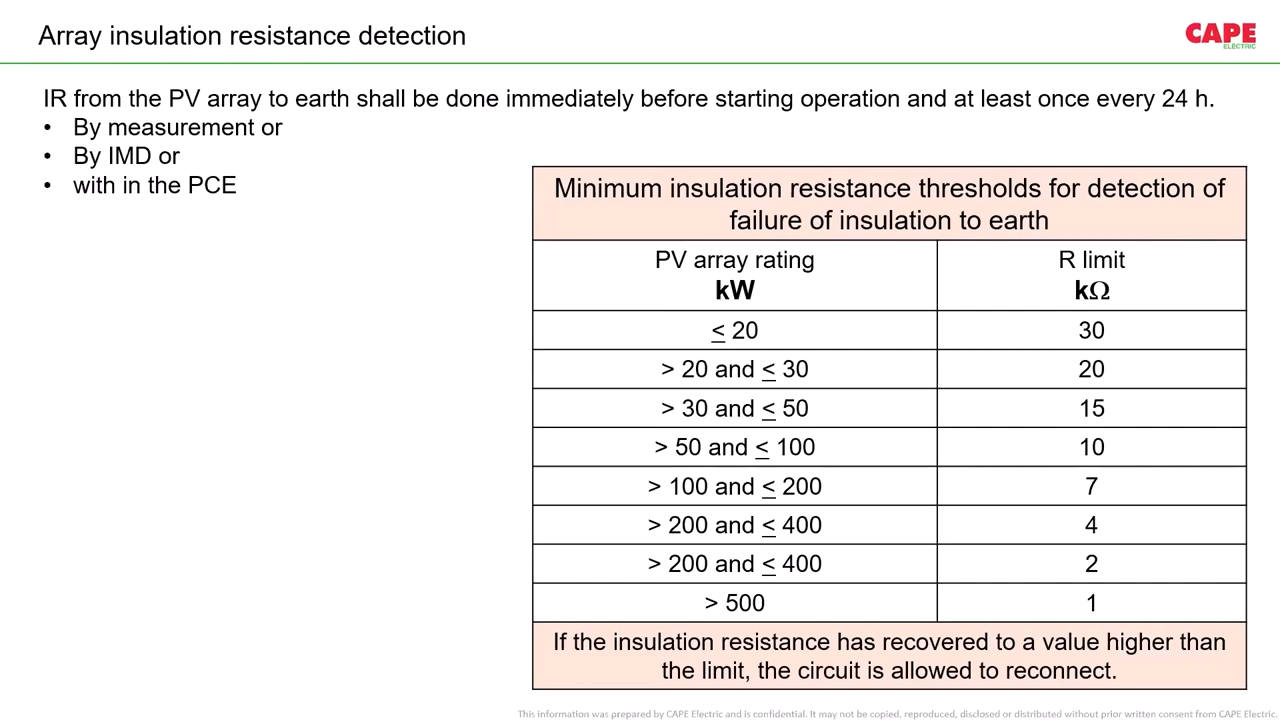 Array insulation resistance detection
CAPE
ELECTRIC
IR from the PV array to earth shall be done immediately before starting operation and at least once every 24 h.
• By measurement or
• By IMD or
• with in the PCE
Minimum insulation resistance thresholds for detection of
failure of insulation to earth
PV array rating
kW
R limit
kΩ
≤ 20
30
> 20 and ≤ 30
20
> 30 and ≤ 50
15
> 50 and ≤ 100
10
> 100 and ≤ 200
7
> 200 and ≤ 400
4
> 200 and ≤ 400
2
> 500
1
If the insulation resistance has recovered to a value higher than
the limit, the circuit is allowed to reconnect.
This information was prepared by CAPE Electric and is confidential. It may not be copied, reproduced, disclosed or distributed without prior written consent from CAPE Electric.